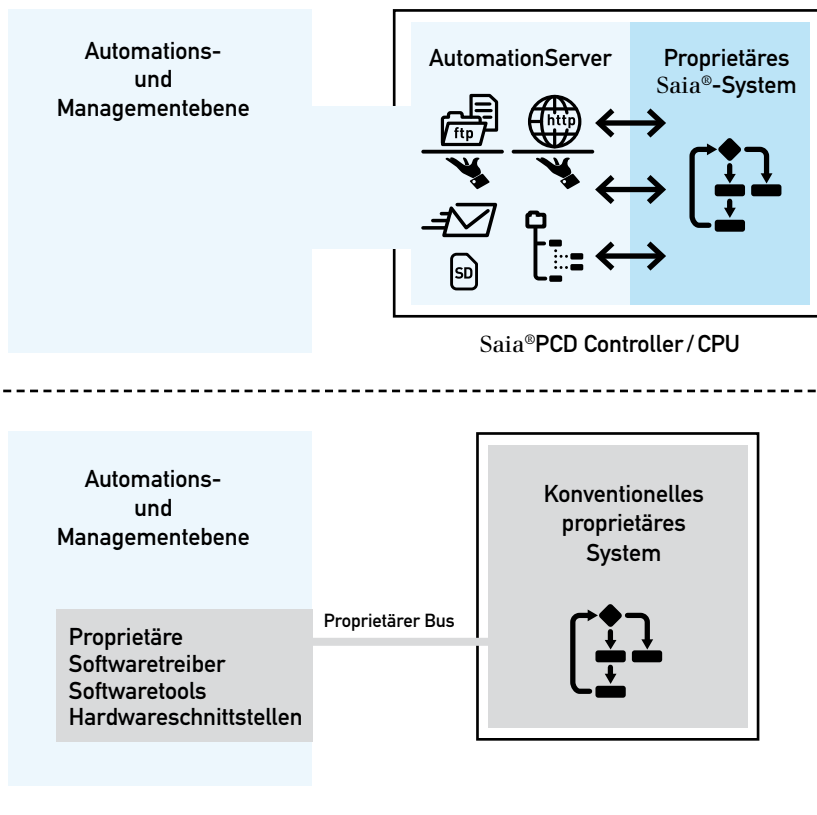 Automations-
und
Managementebene
AutomationServer
Proprietäres
Saia®-System
ftp
http
SD
Saia®PCD Controller / CPU
Automations-
und
Managementebene
Konventionelles
proprietäres
System
Proprietärer Bus
Proprietäre
Softwaretreiber
Softwaretools
Hardwareschnittstellen